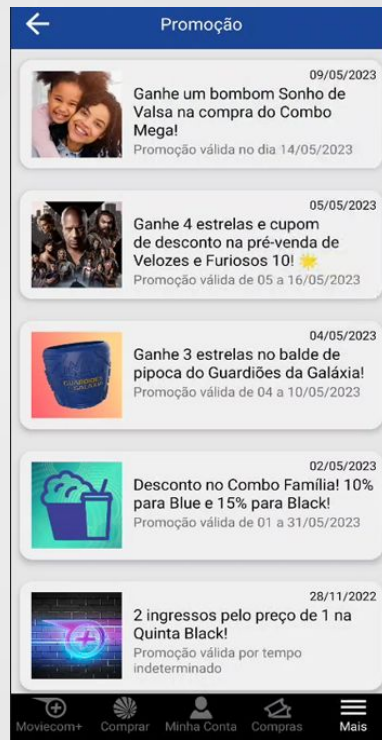 Promoção
09/05/2023
Ganhe um bombom Sonho de
Valsa na compra do Combo
Mega!
Promoção válida no dia 14/05/2023
05/05/2023
Ganhe 4 estrelas e cupom
de desconto na pré-venda de
Velozes e Furiosos 10! 🌟
Promoção válida de 05 a 16/05/2023
04/05/2023
GUARDIÕES
GALÁXIA
Ganhe 3 estrelas no balde de
pipoca do Guardiões da Galáxia!
Promoção válida de 04 a 10/05/2023
02/05/2023
Desconto no Combo Família! 10%
para Blue e 15% para Black!
Promoção válida de 01 a 31/05/2023
28/11/2022
2 ingressos pelo preço de 1 na
Quinta Black!
Promoção válida por tempo
indeterminado
Moviecom+ Comprar Minha Conta Compras Mais